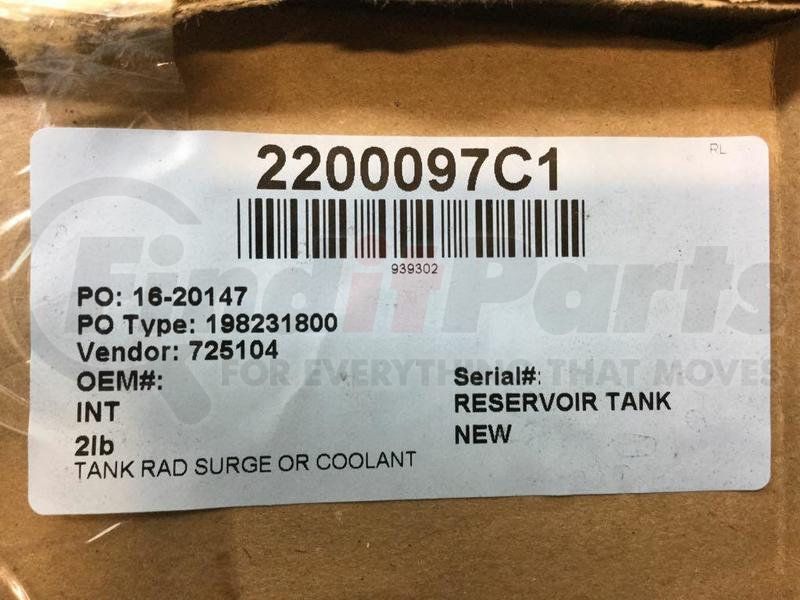 RL
2200097C1
939302
PO: 16-20147
PO Type: 198231800
Vendor: 725104
OEM#:
Serial#:
INT
RESERVOIR TANK
2lb
NEW
TANK RAD SURGE OR COOLANT
FinditParts
FOR EVERYTHING THAT MOVES